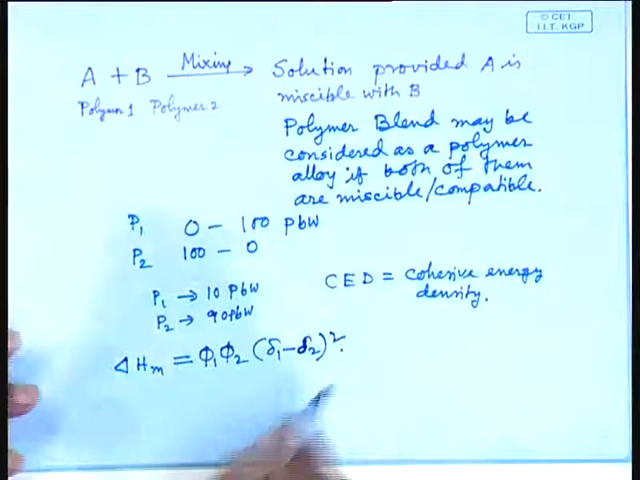 © CET
I.I.T. KGP
A + B Mixing → Solution provided A is
miscible with B
Polymer 1 Polymer 2
Polymer Blend may be
considered as a polymer
alloy if both of them
are miscible/compatible.
P₁ 0 – 100 pbw
P₂ 100 – 0
P₁ → 10 pbw
P₂ → 90pbw
CED = cohesive energy
density.
ΔHm = Φ₁Φ₂ (δ₁–δ₂)².